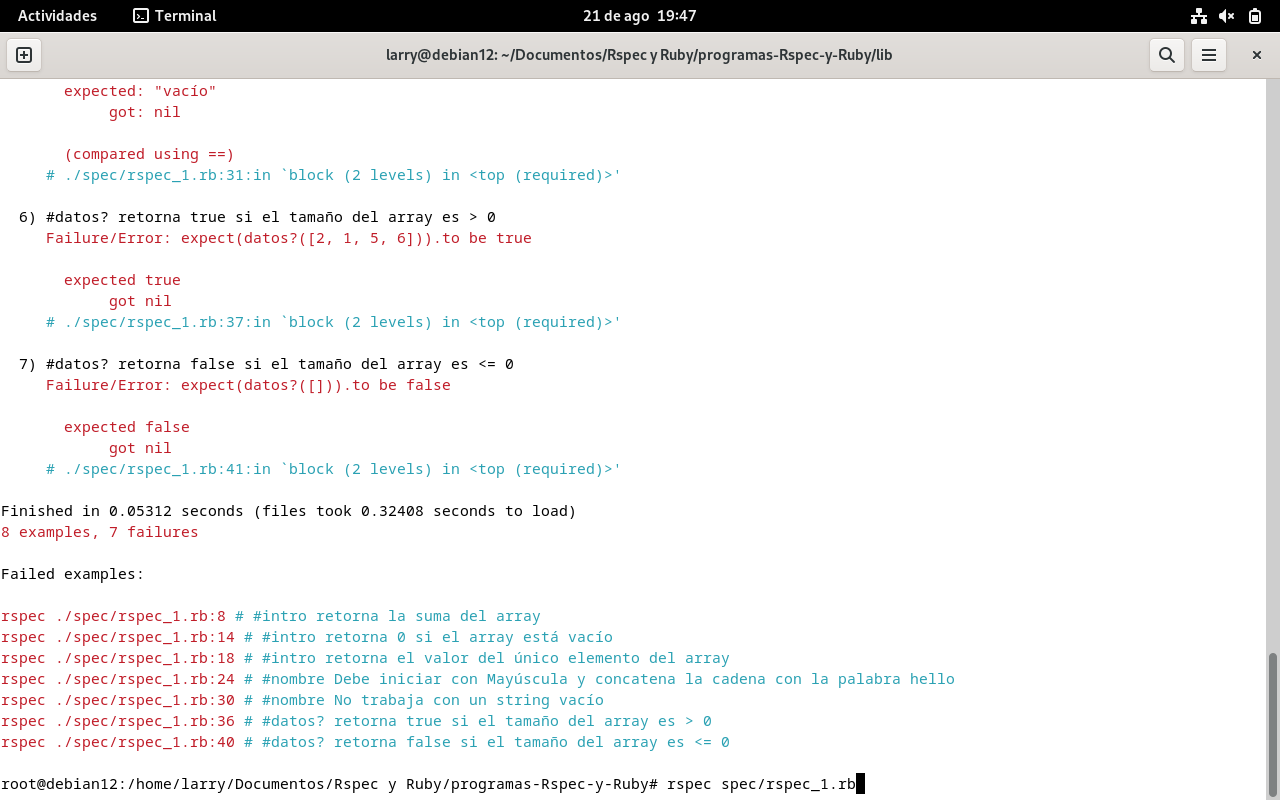 Actividades Terminal 21 de ago 19:47
larry@debian12: ~/Documentos/Rspec y Ruby/programas-Rspec-y-Ruby/lib
expected: "vacío"
got: nil
(compared using ==)
# ./spec/rspec_1.rb:31:in `block (2 levels) in <top (required)>'
6) #datos? retorna true si el tamaño del array es > 0
Failure/Error: expect(datos?([2, 1, 5, 6])).to be true
expected true
got nil
# ./spec/rspec_1.rb:37:in `block (2 levels) in <top (required)>'
7) #datos? retorna false si el tamaño del array es <= 0
Failure/Error: expect(datos?([])).to be false
expected false
got nil
# ./spec/rspec_1.rb:41:in `block (2 levels) in <top (required)>'
Finished in 0.05312 seconds (files took 0.32408 seconds to load)
8 examples, 7 failures
Failed examples:
rspec ./spec/rspec_1.rb:8 # #intro retorna la suma del array
rspec ./spec/rspec_1.rb:14 # #intro retorna 0 si el array está vacío
rspec ./spec/rspec_1.rb:18 # #intro retorna el valor del único elemento del array
rspec ./spec/rspec_1.rb:24 # #nombre Debe iniciar con Mayúscula y concatena la cadena con la palabra hello
rspec ./spec/rspec_1.rb:30 # #nombre No trabaja con un string vacío
rspec ./spec/rspec_1.rb:36 # #datos? retorna true si el tamaño del array es > 0
rspec ./spec/rspec_1.rb:40 # #datos? retorna false si el tamaño del array es <= 0
root@debian12:/home/larry/Documentos/Rspec y Ruby/programas-Rspec-y-Ruby# rspec spec/rspec_1.rb